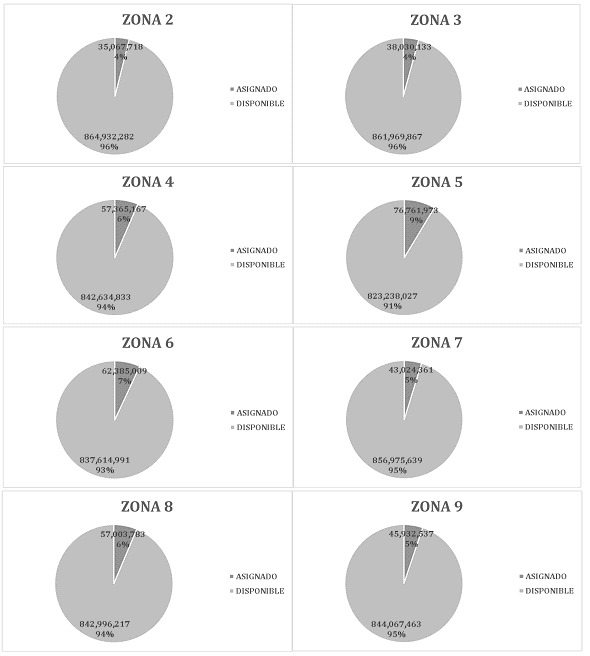 ZONA 2
35,067,718
4%
864,932,282
96%
ASIGNADO
DISPONIBLE
ZONA 3
38,030,133
4%
861,969,867
96%
ASIGNADO
DISPONIBLE
ZONA 4
57,365,167
6%
842,634,833
94%
ASIGNADO
DISPONIBLE
ZONA 5
76,761,973
9%
823,238,027
91%
ASIGNADO
DISPONIBLE
ZONA 6
62,385,009
7%
837,614,991
93%
ASIGNADO
DISPONIBLE
ZONA 7
43,024,361
5%
856,975,639
95%
ASIGNADO
DISPONIBLE
ZONA 8
57,003,783
6%
842,996,217
94%
ASIGNADO
DISPONIBLE
ZONA 9
45,932,537
5%
844,067,463
95%
ASIGNADO
DISPONIBLE